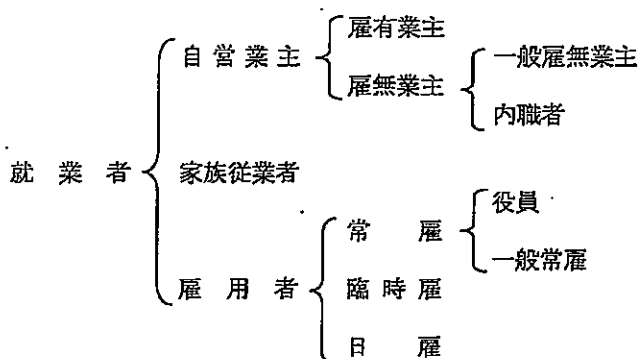 就業者
自営業主
雇有業主
雇無業主
一般雇無業主
内職者
家族従業者
雇用者
常雇
役員
一般常雇
臨時雇
日雇